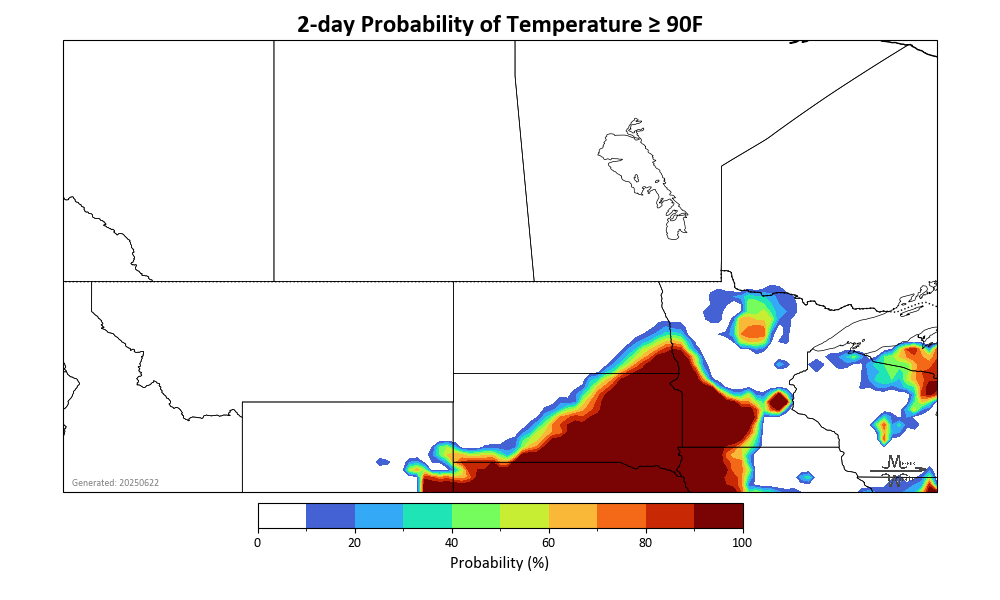 2-day Probability of Temperature ≥ 90F
Generated: 20250622
0 20 40 60 80 100
Probability (%)